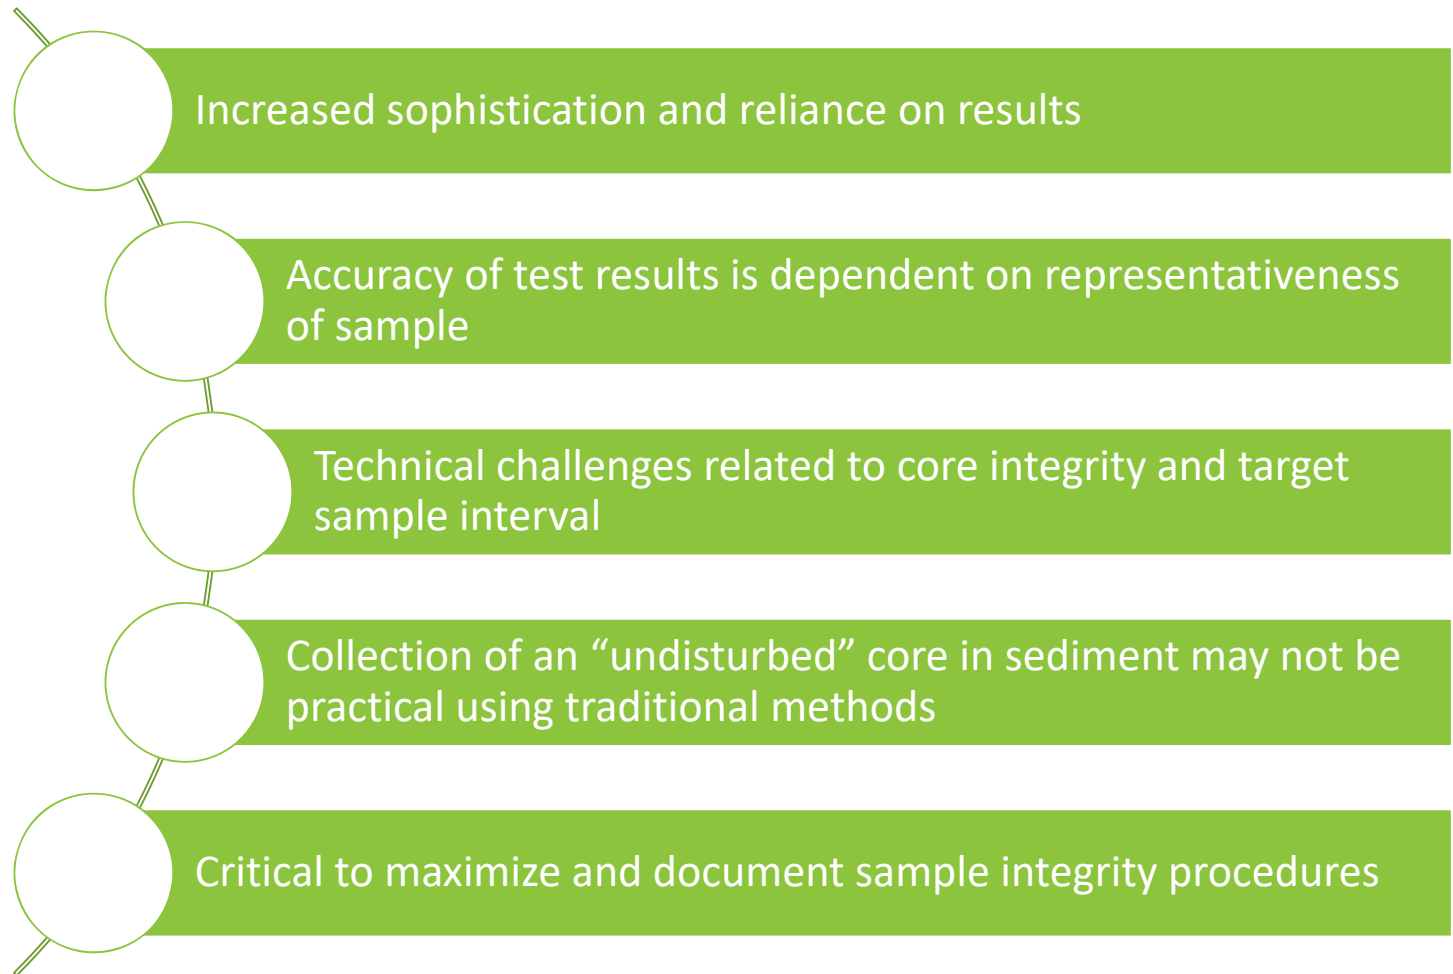 Increased sophistication and reliance on results
Accuracy of test results is dependent on representativeness
of sample
Technical challenges related to core integrity and target
sample interval
Collection of an “undisturbed” core in sediment may not be
practical using traditional methods
Critical to maximize and document sample integrity procedures